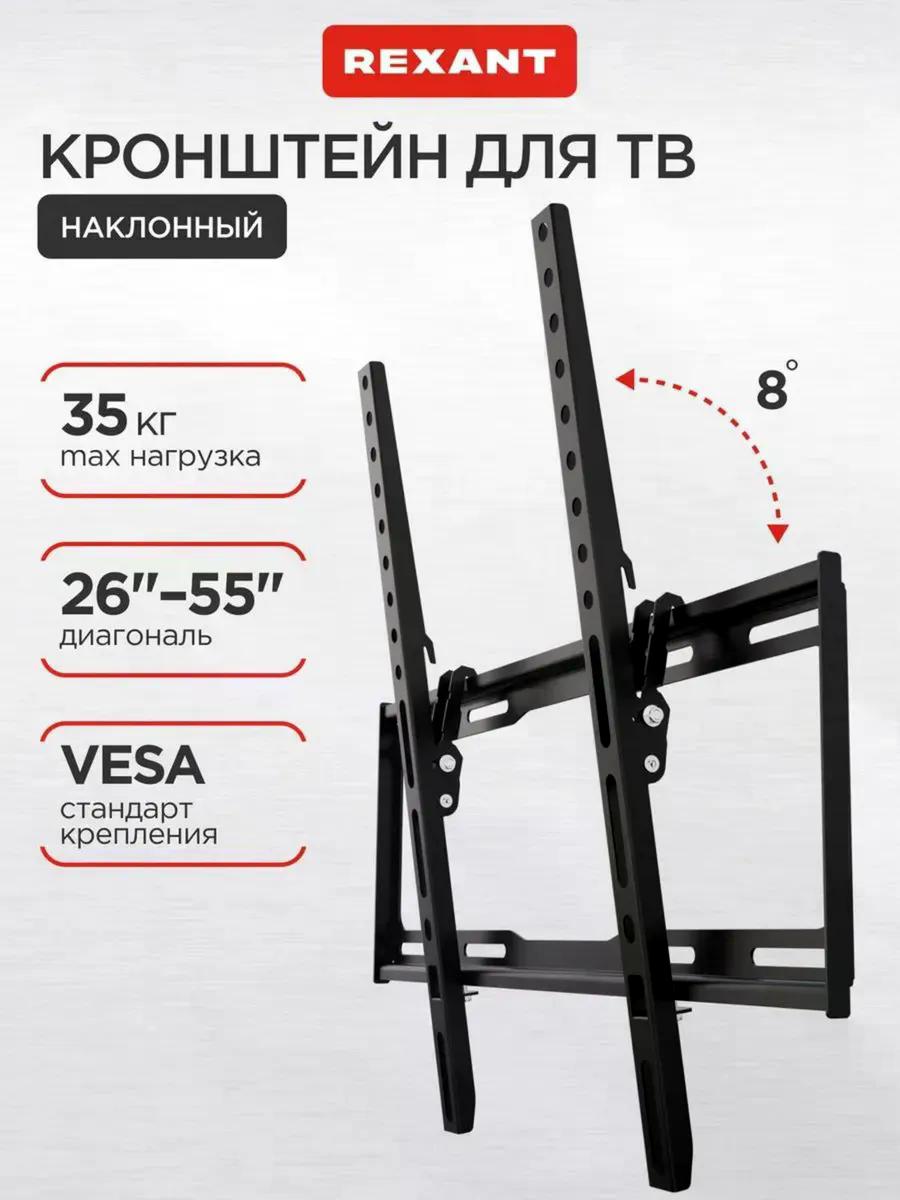 REXANT
КРОНШТЕЙН ДЛЯ ТВ
НАКЛОННЫЙ
8°
35 кг
max нагрузка
26"-55"
диагональ
VESA
стандарт
крепления